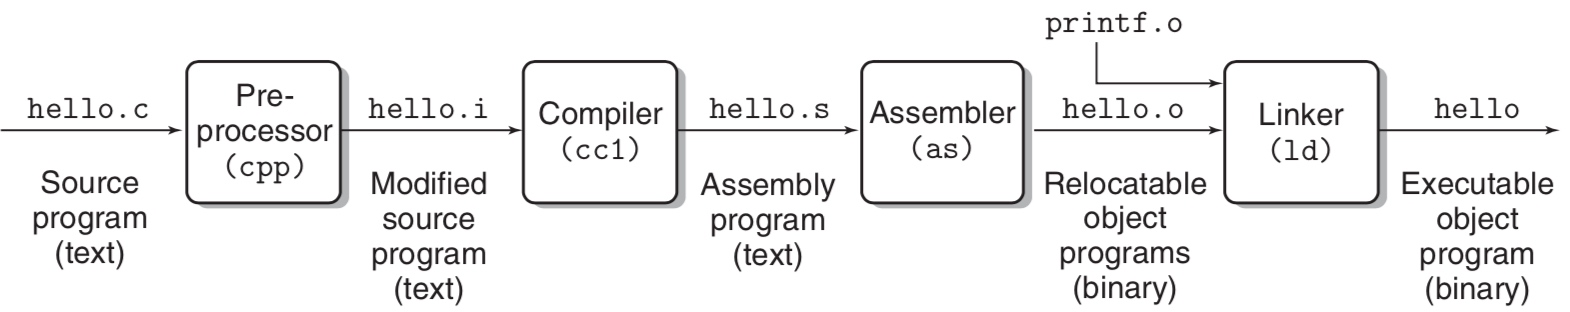 printf.o
hello.c
Pre-
processor
(cpp)
hello.i
Compiler
(cc1)
hello.s
Assembler
(as)
hello.o
Linker
(ld)
hello
Source
program
(text)
Modified
source
program
(text)
Assembly
program
(text)
Relocatable
object
programs
(binary)
Executable
object
program
(binary)